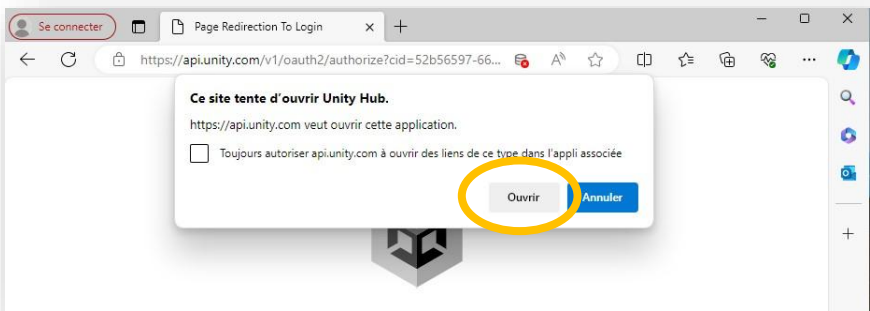 Se connecter
Page Redirection To Login
https://api.unity.com/v1/oauth2/authorize?cid=52b56597-66...
Ce site tente d'ouvrir Unity Hub.
https://api.unity.com veut ouvrir cette application.
Toujours autoriser api.unity.com à ouvrir des liens de ce type dans l'appli associée
Ouvrir
Annuler